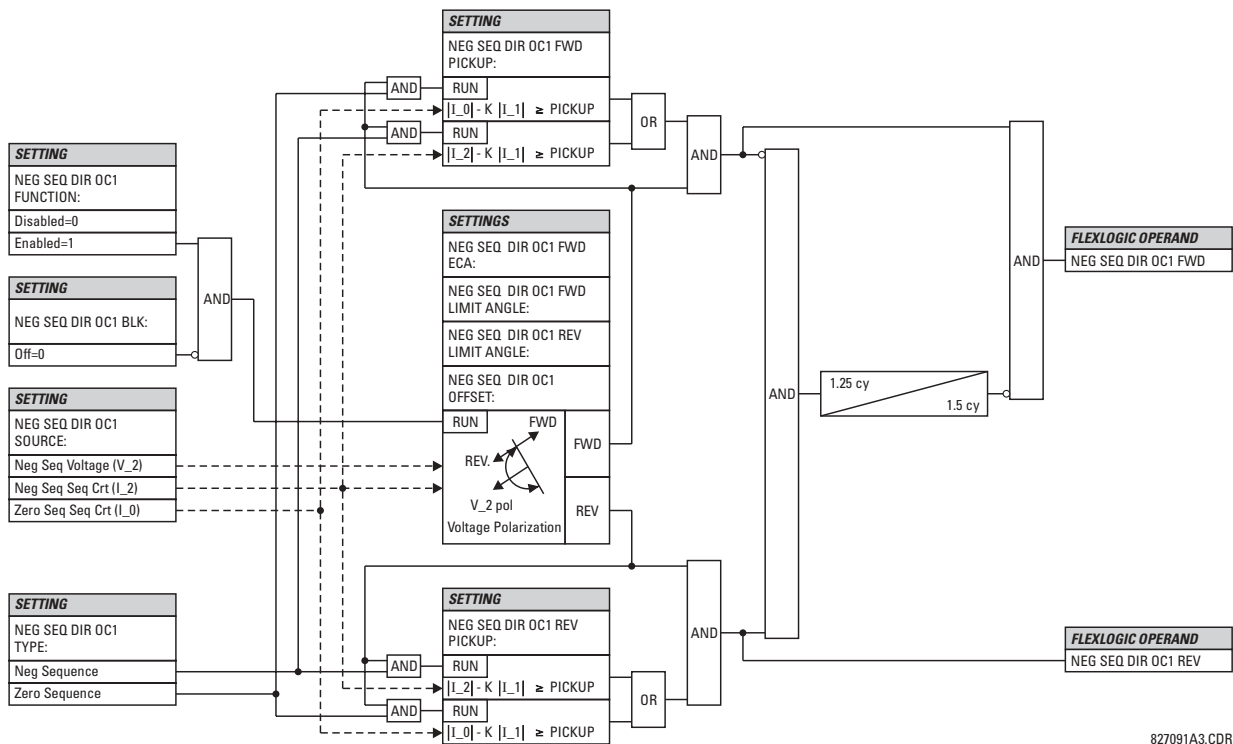 SETTING
NEG SEQ DIR OC1 FWD
PICKUP:
AND
RUN
|I_0| - K |I_1| ≥ PICKUP
AND
RUN
|I_2| - K |I_1| ≥ PICKUP
OR
AND
SETTING
NEG SEQ DIR OC1
FUNCTION:
Disabled=0
Enabled=1
SETTING
NEG SEQ DIR OC1 BLK:
Off=0
AND
SETTING
NEG SEQ DIR OC1
SOURCE:
Neg Seq Voltage (V_2)
Neg Seq Seq Crt (I_2)
Zero Seq Seq Crt (I_0)
SETTING
NEG SEQ DIR OC1
TYPE:
Neg Sequence
Zero Sequence
SETTINGS
NEG SEQ DIR OC1 FWD
ECA:
NEG SEQ DIR OC1 FWD
LIMIT ANGLE:
NEG SEQ DIR OC1 REV
LIMIT ANGLE:
NEG SEQ DIR OC1
OFFSET:
RUN
FWD
REV.
V_2 pol
Voltage Polarization
FWD
REV
SETTING
NEG SEQ DIR OC1 REV
PICKUP:
AND
RUN
|I_2| - K |I_1| ≥ PICKUP
AND
RUN
|I_0| - K |I_1| ≥ PICKUP
OR
AND
AND
1.25 cy
1.5 cy
AND
FLEXLOGIC OPERAND
NEG SEQ DIR OC1 FWD
FLEXLOGIC OPERAND
NEG SEQ DIR OC1 REV
827091A3.CDR